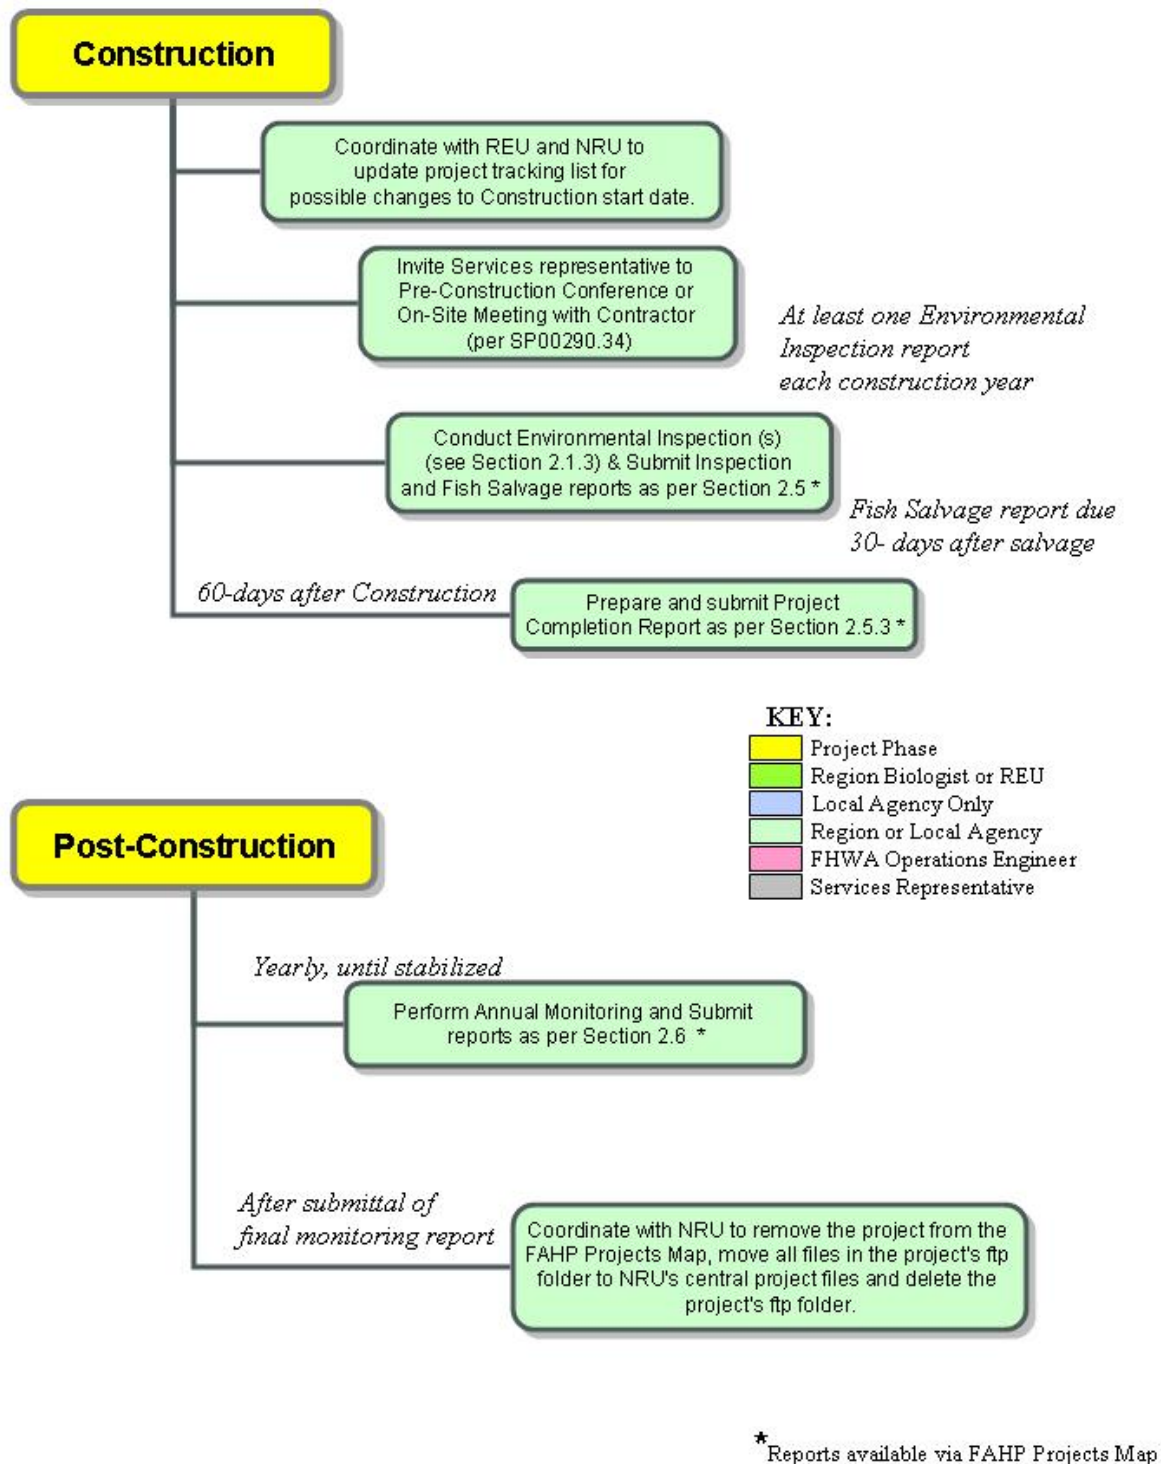 Construction
Coordinate with REU and NRU to
update project tracking list for
possible changes to Construction start date.
Invite Services representative to
Pre-Construction Conference or
On-Site Meeting with Contractor
(per SP00290.34)
At least one Environmental
Inspection report
each construction year
Conduct Environmental Inspection (s)
(see Section 2.1.3) & Submit Inspection
and Fish Salvage reports as per Section 2.5 *
Fish Salvage report due
30- days after salvage
60-days after Construction
Prepare and submit Project
Completion Report as per Section 2.5.3 *
KEY:
Project Phase
Region Biologist or REU
Local Agency Only
Region or Local Agency
FHWA Operations Engineer
Services Representative
Post-Construction
Yearly, until stabilized
Perform Annual Monitoring and Submit
reports as per Section 2.6 *
After submittal of
final monitoring report
Coordinate with NRU to remove the project from the
FAHP Projects Map, move all files in the project's ftp
folder to NRU's central project files and delete the
project's ftp folder.
*Reports available via FAHP Projects Map